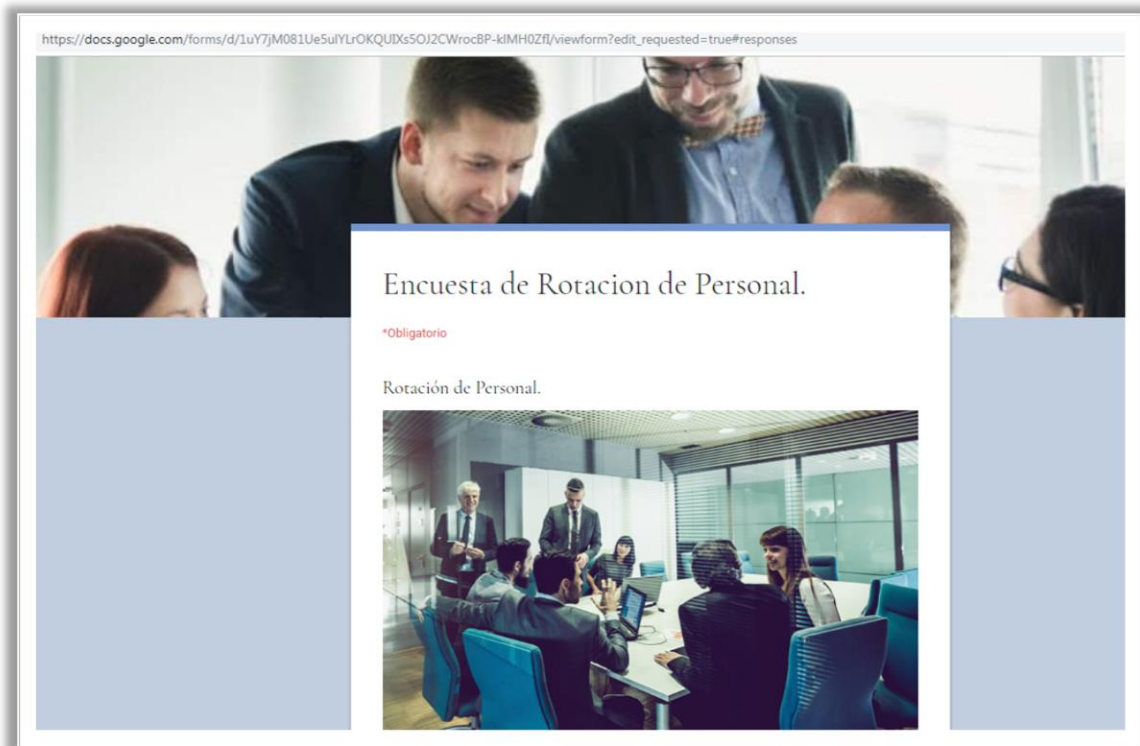 https://docs.google.com/forms/d/1uY7jM081Ue5ulYLrOKQUIXs5OJ2CWrocBP-kIMH0ZfI/viewform?edit_requested=true#responses
Encuesta de Rotacion de Personal.
*Obligatorio
Rotación de Personal.